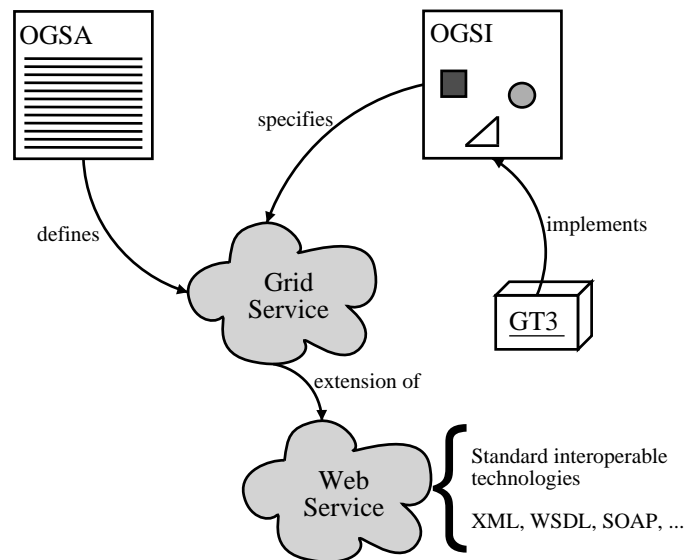 OGSA
OGSI
specifies
defines
implements
Grid
Service
GT3
extension of
Web
Service
Standard interoperable
technologies
XML, WSDL, SOAP, ...